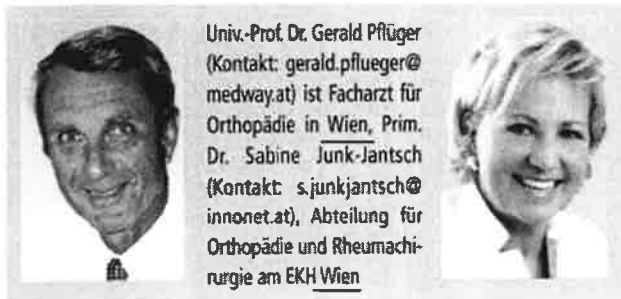 Univ.-Prof. Dr. Gerald Pflüger
(Kontakt: gerald.pflueger@
medway.at) ist Facharzt für
Orthopädie in Wien, Prim.
Dr. Sabine Junk-Jantsch
(Kontakt: s.junkjantsch@
innonet.at), Abteilung für
Orthopädie und Rheumachi-
rurgie am EKH Wien